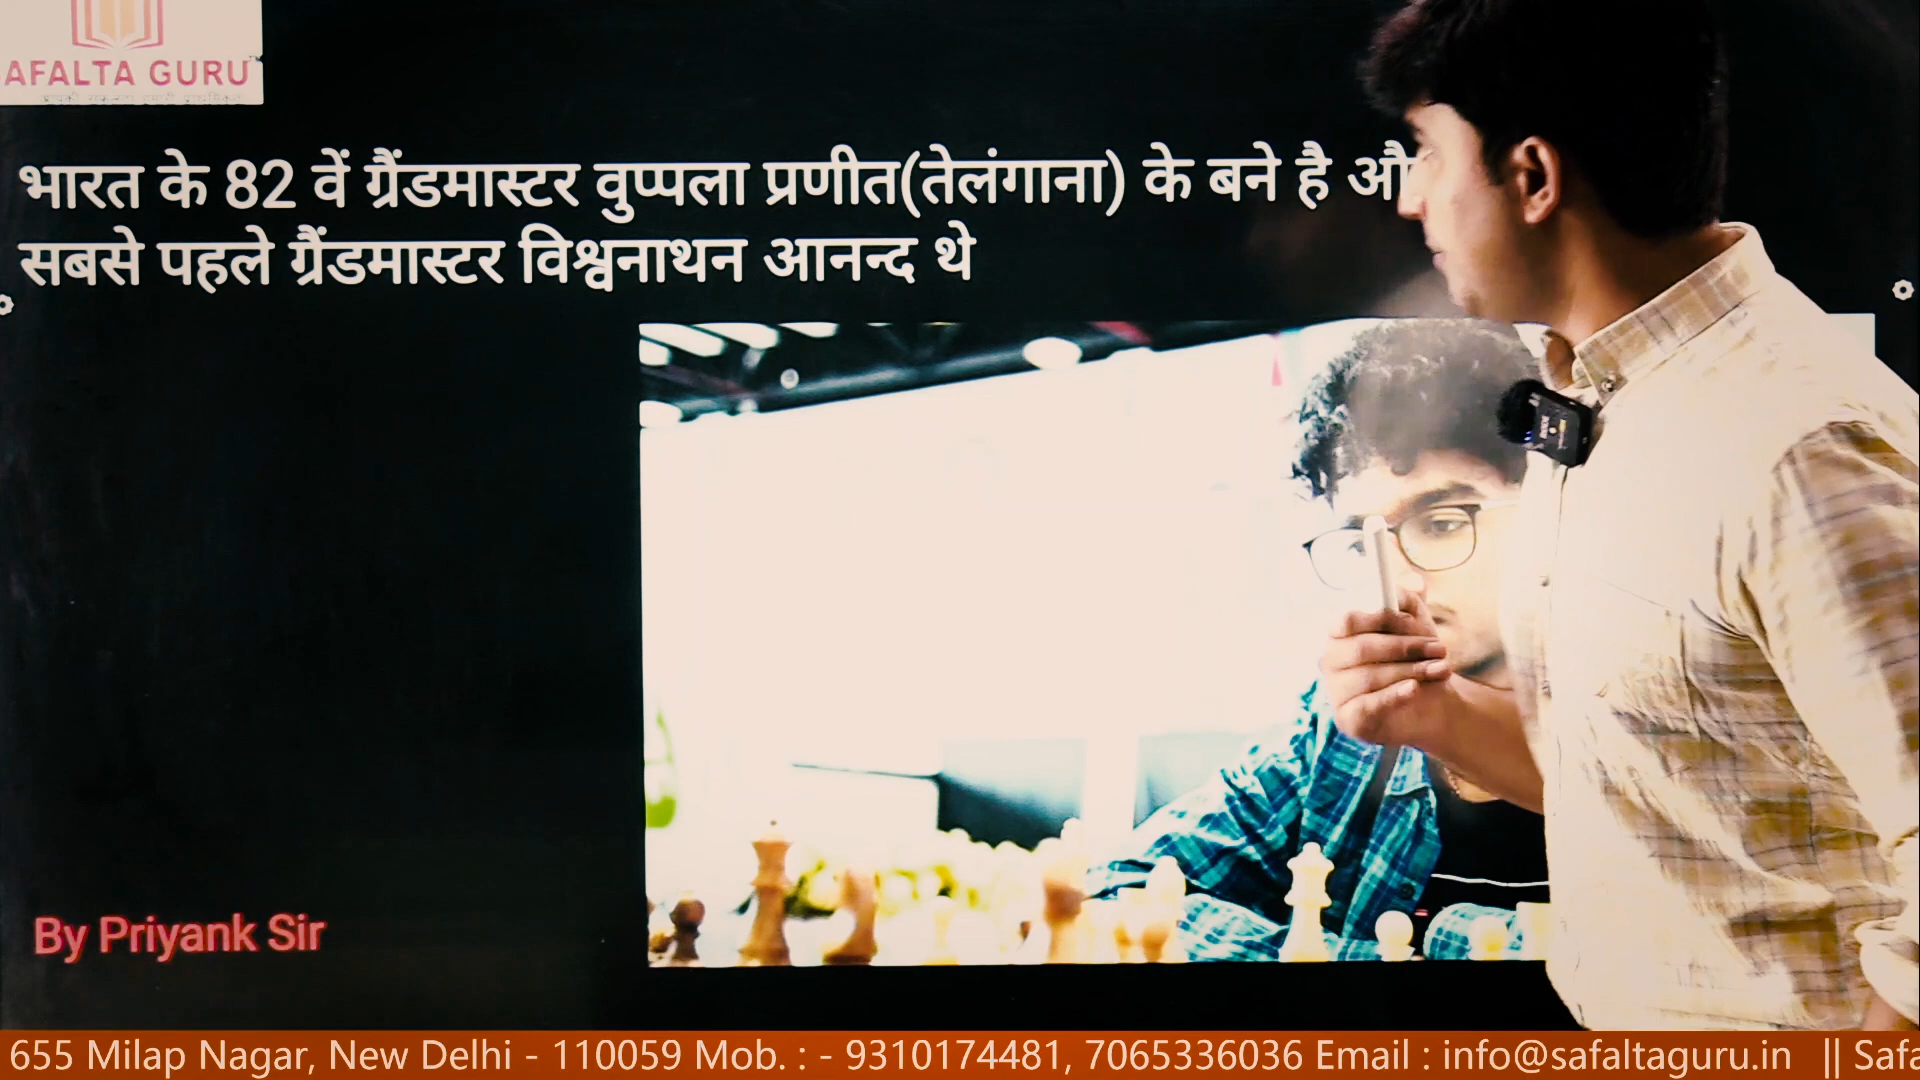 AFALTA GURU
भारत के 82 वें ग्रैंडमास्टर वुप्पला प्रणीत(तेलंगाना) के बने है
सबसे पहले ग्रैंडमास्टर विश्वनाथन आनन्द थे
By Priyank Sir
655 Milap Nagar, New Delhi - 110059 Mob. : - 9310174481, 7065336036 Email : info@safaltaguru.in || Safa